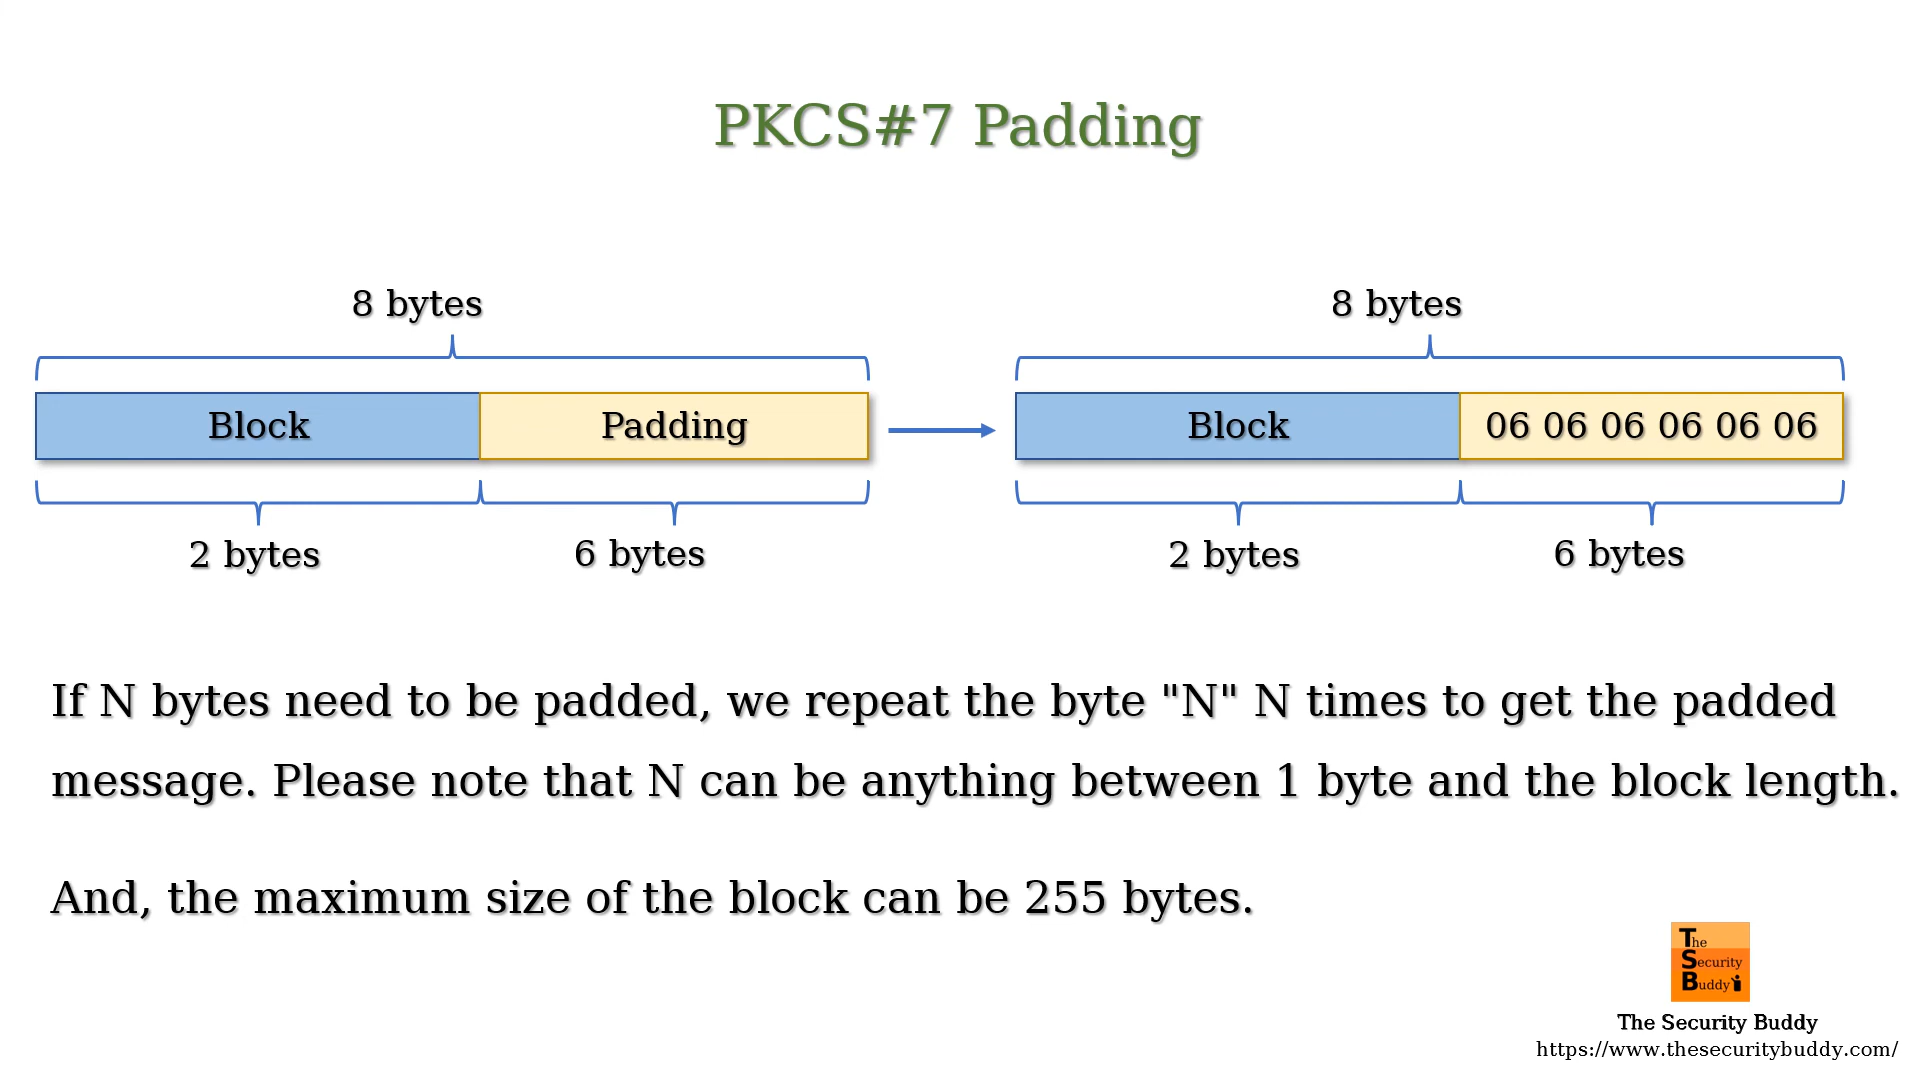 PKCS#7 Padding
8 bytes
8 bytes
Block
Padding
Block
06 06 06 06 06 06
2 bytes
6 bytes
2 bytes
6 bytes
If N bytes need to be padded, we repeat the byte "N" N times to get the padded
message. Please note that N can be anything between 1 byte and the block length.
And, the maximum size of the block can be 255 bytes.
The
Security
Buddy
The Security Buddy
https://www.thesecuritybuddy.com/